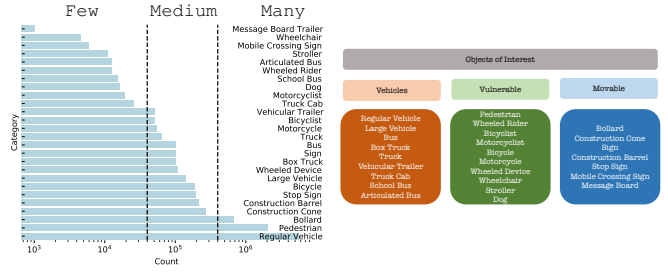 Few Medium Many
Message Board Trailer
Wheelchair
Mobile Crossing Sign
Stroller
Articulated Bus
Wheeled Rider
School Bus
Dog
Motorcyclist
Truck Cab
Vehicular Trailer
Bicyclist
Motorcycle
Truck
Bus
Sign
Box Truck
Wheeled Device
Large Vehicle
Bicycle
Stop Sign
Construction Barrel
Construction Cone
Bollard
Pedestrian
Regular Vehicle
Category
10³ 10⁴ 10⁵ 10⁶
Count
Objects of Interest
Vehicles
Regular Vehicle
Large Vehicle
Bus
Box Truck
Truck
Vehicular Trailer
Truck Cab
School Bus
Articulated Bus
Vulnerable
Pedestrian
Wheeled Rider
Bicyclist
Motorcyclist
Bicycle
Motorcycle
Wheeled Device
Wheelchair
Stroller
Dog
Movable
Bollard
Construction Cone
Sign
Construction Barrel
Stop Sign
Mobile Crossing Sign
Message Board